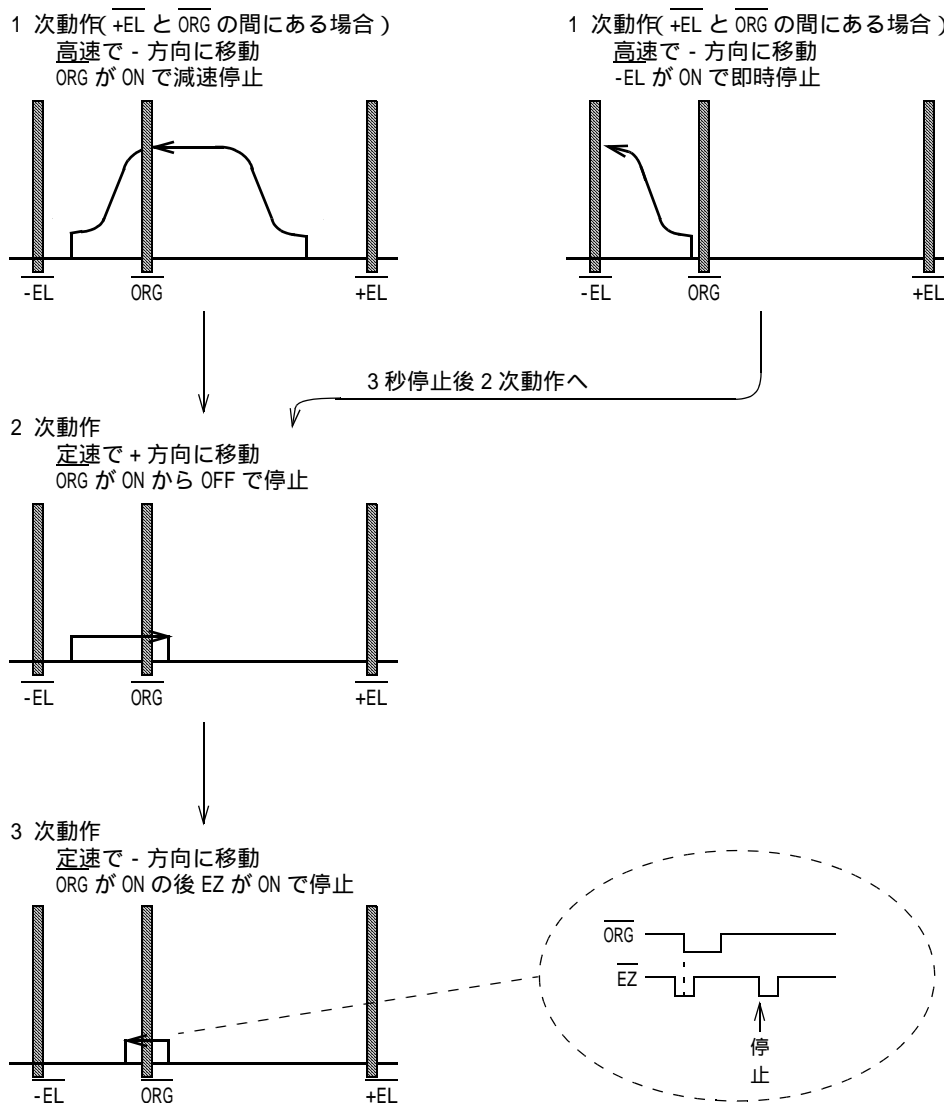 1 次動作( +EL と ORG の間にある場合 )
高速で - 方向に移動
ORG が ON で減速停止
-EL
ORG
+EL
1 次動作( +EL と ORG の間にある場合 )
高速で - 方向に移動
-EL が ON で即時停止
-EL
ORG
+EL
3 秒停止後 2 次動作へ
2 次動作
定速で + 方向に移動
ORG が ON から OFF で停止
-EL
ORG
+EL
3 次動作
定速で - 方向に移動
ORG が ON の後 EZ が ON で停止
-EL
ORG
+EL
ORG
EZ
停
止